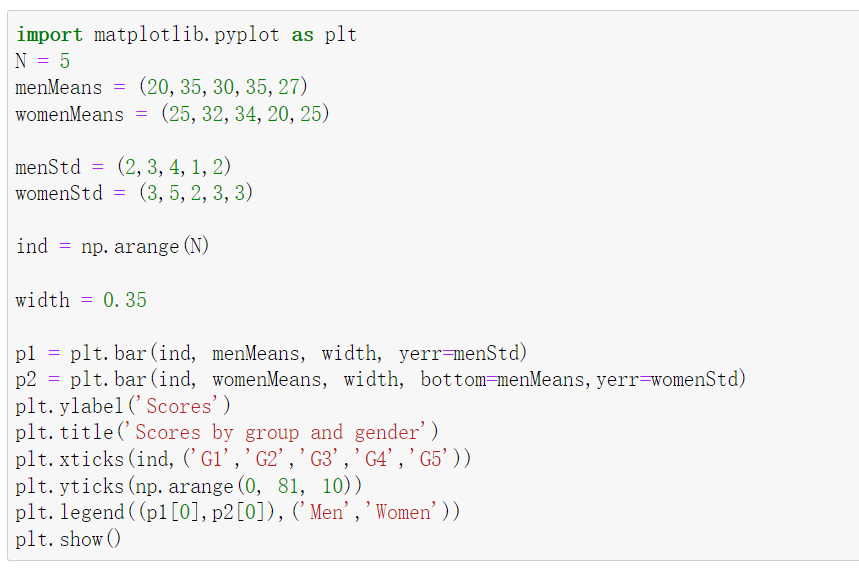 import matplotlib.pyplot as plt
N = 5
menMeans = (20,35,30,35,27)
womenMeans = (25,32,34,20,25)
menStd = (2,3,4,1,2)
womenStd = (3,5,2,3,3)
ind = np.arange(N)
width = 0.35
p1 = plt.bar(ind, menMeans, width, yerr=menStd)
p2 = plt.bar(ind, womenMeans, width, bottom=menMeans,yerr=womenStd)
plt.ylabel('Scores')
plt.title('Scores by group and gender')
plt.xticks(ind,('G1','G2','G3','G4','G5'))
plt.yticks(np.arange(0, 81, 10))
plt.legend((p1[0],p2[0]),('Men','Women'))
plt.show()